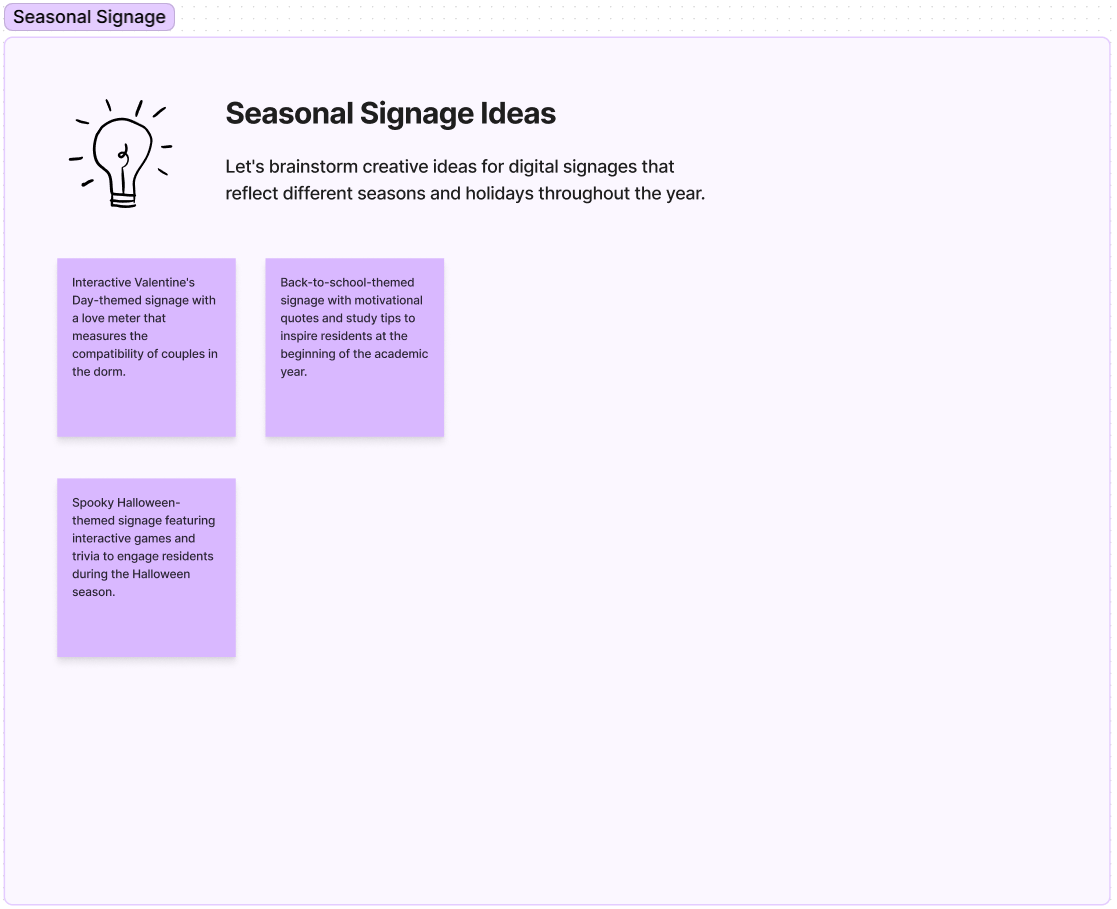 Seasonal Signage
Seasonal Signage Ideas
Let's brainstorm creative ideas for digital signages that
reflect different seasons and holidays throughout the year.
Interactive Valentine's
Day-themed signage with
a love meter that
measures the
compatibility of couples in
the dorm.
Back-to-school-themed
signage with motivational
quotes and study tips to
inspire residents at the
beginning of the academic
year.
Spooky Halloween-
themed signage featuring
interactive games and
trivia to engage residents
during the Halloween
season.